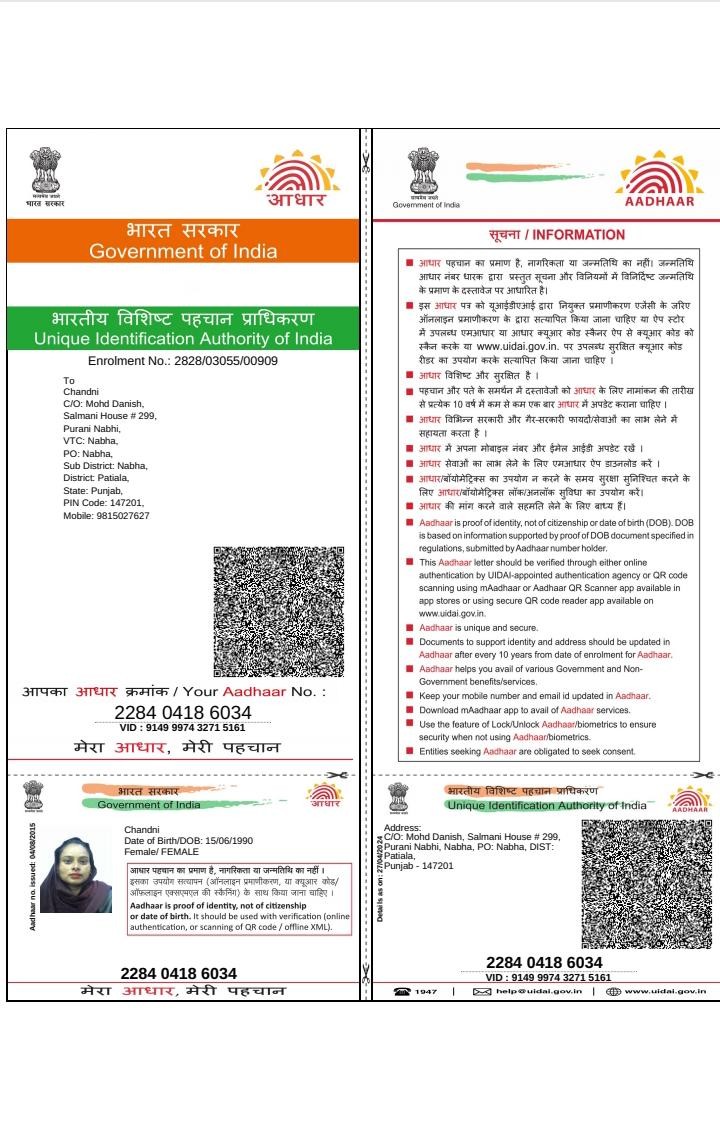 सत्यमेव जयते
भारत सरकार
आधार
भारत सरकार
Government of India
भारतीय विशिष्ट पहचान प्राधिकरण
Unique Identification Authority of India
Enrolment No.: 2828/03055/00909
To
Chandni
C/O: Mohd Danish,
Salmani House # 299,
Purani Nabhi,
VTC: Nabha,
PO: Nabha,
Sub District: Nabha,
District: Patiala,
State: Punjab,
PIN Code: 147201,
Mobile: 9815027627
आपका आधार क्रमांक / Your Aadhaar No. :
2284 0418 6034
VID : 9149 9974 3271 5161
मेरा आधार, मेरी पहचान
भारत सरकार
Government of India
आधार
Aadhaar no. issued: 04/08/2015
Chandni
Date of Birth/DOB: 15/06/1990
Female/ FEMALE
आधार पहचान का प्रमाण है, नागरिकता या जन्मतिथि का नहीं ।
इसका उपयोग सत्यापन (ऑनलाइन प्रमाणीकरण, या क्यूआर कोड/
ऑफ़लाइन एक्सएमएल की स्कैनिंग) के साथ किया जाना चाहिए ।
Aadhaar is proof of identity, not of citizenship
or date of birth. It should be used with verification (online
authentication, or scanning of QR code / offline XML).
2284 0418 6034
मेरा आधार, मेरी पहचान
सत्यमेव जयते
Government of India
AADHAAR
सूचना / INFORMATION
आधार पहचान का प्रमाण है, नागरिकता या जन्मतिथि का नहीं। जन्मतिथि
आधार नंबर धारक द्वारा प्रस्तुत सूचना और विनियमों में विनिर्दिष्ट जन्मतिथि
के प्रमाण के दस्तावेज पर आधारित है।
इस आधार पत्र को यूआईडीएआई द्वारा नियुक्त प्रमाणीकरण एजेंसी के जरिए
ऑनलाइन प्रमाणीकरण के द्वारा सत्यापित किया जाना चाहिए या ऐप स्टोर
में उपलब्ध एमआधार या आधार क्यूआर कोड स्कैनर ऐप से क्यूआर कोड को
स्कैन करके या www.uidai.gov.in. पर उपलब्ध सुरक्षित क्यूआर कोड
रीडर का उपयोग करके सत्यापित किया जाना चाहिए ।
आधार विशिष्ट और सुरक्षित है ।
पहचान और पते के समर्थन में दस्तावेजों को आधार के लिए नामांकन की तारीख
से प्रत्येक 10 वर्ष में कम से कम एक बार आधार में अपडेट कराना चाहिए ।
आधार विभिन्न सरकारी और गैर-सरकारी फायदों/सेवाओं का लाभ लेने में
सहायता करता है ।
आधार में अपना मोबाइल नंबर और ईमेल आईडी अपडेट रखें ।
आधार सेवाओं का लाभ लेने के लिए एमआधार ऐप डाउनलोड करें ।
आधार/बॉयोमेट्रिक्स का उपयोग न करने के समय सुरक्षा सुनिश्चित करने के
लिए आधार/बॉयोमेट्रिक्स लॉक/अनलॉक सुविधा का उपयोग करें।
आधार की मांग करने वाले सहमति लेने के लिए बाध्य हैं।
Aadhaar is proof of identity, not of citizenship or date of birth (DOB). DOB
is based on information supported by proof of DOB document specified in
regulations, submitted by Aadhaar number holder.
This Aadhaar letter should be verified through either online
authentication by UIDAI-appointed authentication agency or QR code
scanning using mAadhaar or Aadhaar QR Scanner app available in
app stores or using secure QR code reader app available on
www.uidai.gov.in.
Aadhaar is unique and secure.
Documents to support identity and address should be updated in
Aadhaar after every 10 years from date of enrolment for Aadhaar.
Aadhaar helps you avail of various Government and Non-
Government benefits/services.
Keep your mobile number and email id updated in Aadhaar.
Download mAadhaar app to avail of Aadhaar services.
Use the feature of Lock/Unlock Aadhaar/biometrics to ensure
security when not using Aadhaar/biometrics.
Entities seeking Aadhaar are obligated to seek consent.
भारतीय विशिष्ट पहचान प्राधिकरण
Unique Identification Authority of India
AADHAAR
Details as on: 27/04/2024
Address:
C/O: Mohd Danish, Salmani House # 299,
Purani Nabhi, Nabha, PO: Nabha, DIST:
Patiala,
Punjab - 147201
2284 0418 6034
VID : 9149 9974 3271 5161
1947 | help@uidai.gov.in | www.uidai.gov.in